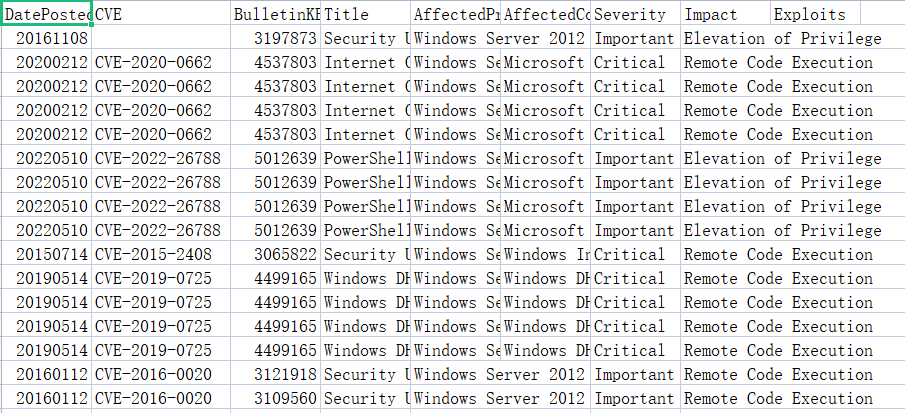 DatePosted CVE BulletinKB Title AffectedPr AffectedCo Severity Impact Exploits
20161108 3197873 Security U Windows Server 2012 Important Elevation of Privilege
20200212 CVE-2020-0662 4537803 Internet C Windows Se Microsoft Critical Remote Code Execution
20200212 CVE-2020-0662 4537803 Internet C Windows Se Microsoft Critical Remote Code Execution
20200212 CVE-2020-0662 4537803 Internet C Windows Se Microsoft Critical Remote Code Execution
20200212 CVE-2020-0662 4537803 Internet C Windows Se Microsoft Critical Remote Code Execution
20220510 CVE-2022-26788 5012639 PowerShell Windows Se Microsoft Important Elevation of Privilege
20220510 CVE-2022-26788 5012639 PowerShell Windows Se Microsoft Important Elevation of Privilege
20220510 CVE-2022-26788 5012639 PowerShell Windows Se Microsoft Important Elevation of Privilege
20220510 CVE-2022-26788 5012639 PowerShell Windows Se Microsoft Important Elevation of Privilege
20150714 CVE-2015-2408 3065822 Security U Windows Se Windows In Critical Remote Code Execution
20190514 CVE-2019-0725 4499165 Windows DH Windows Se Windows DH Critical Remote Code Execution
20190514 CVE-2019-0725 4499165 Windows DH Windows Se Windows DH Critical Remote Code Execution
20190514 CVE-2019-0725 4499165 Windows DH Windows Se Windows DH Critical Remote Code Execution
20190514 CVE-2019-0725 4499165 Windows DH Windows Se Windows DH Critical Remote Code Execution
20160112 CVE-2016-0020 3121918 Security U Windows Server 2012 Important Remote Code Execution
20160112 CVE-2016-0020 3109560 Security U Windows Server 2012 Important Remote Code Execution